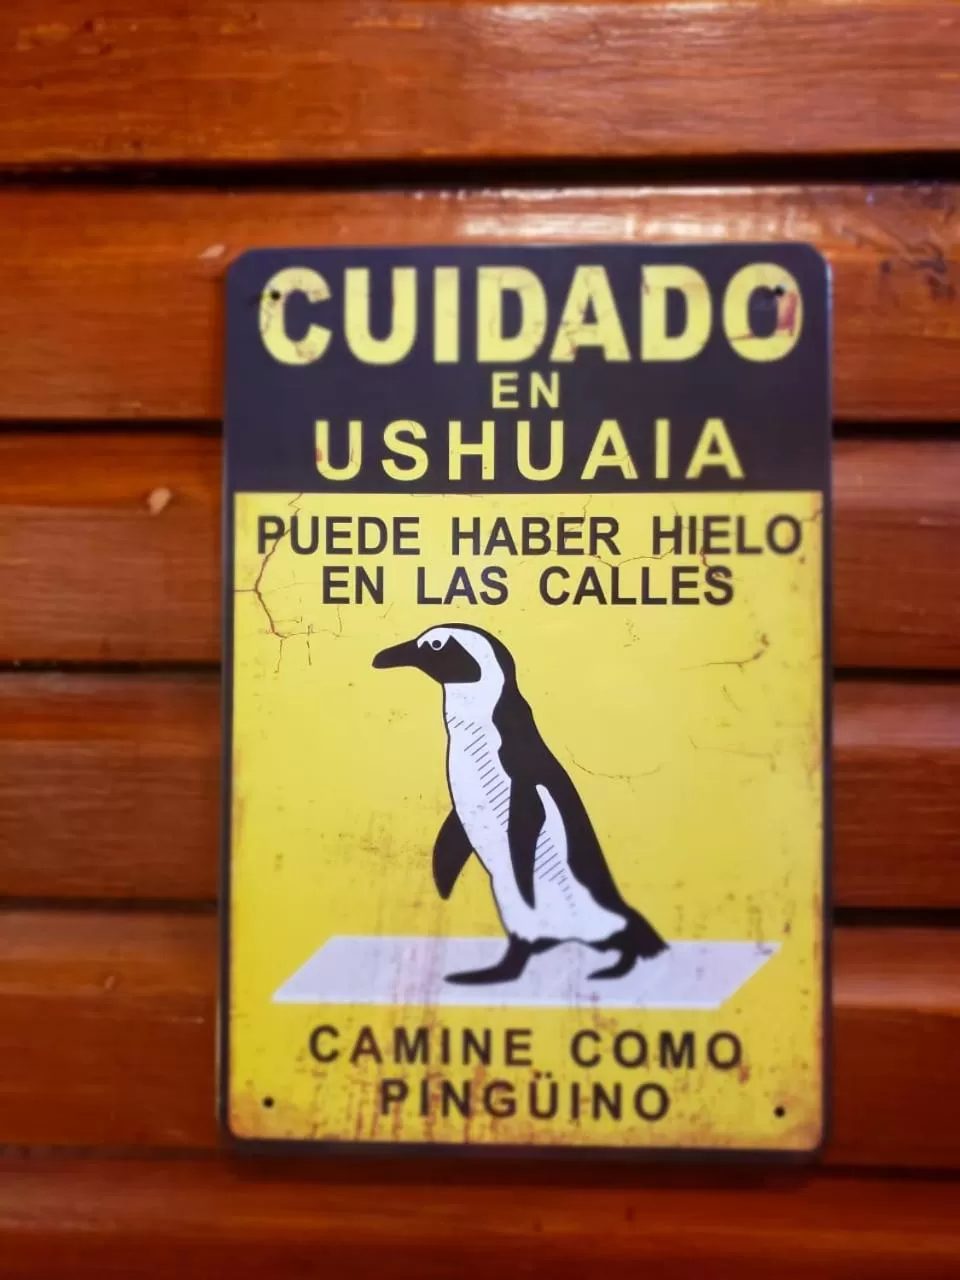 CUIDADO
EN
USHUAIA
PUEDE HABER HIELO
EN LAS CALLES
CAMINE COMO
PINGÜINO